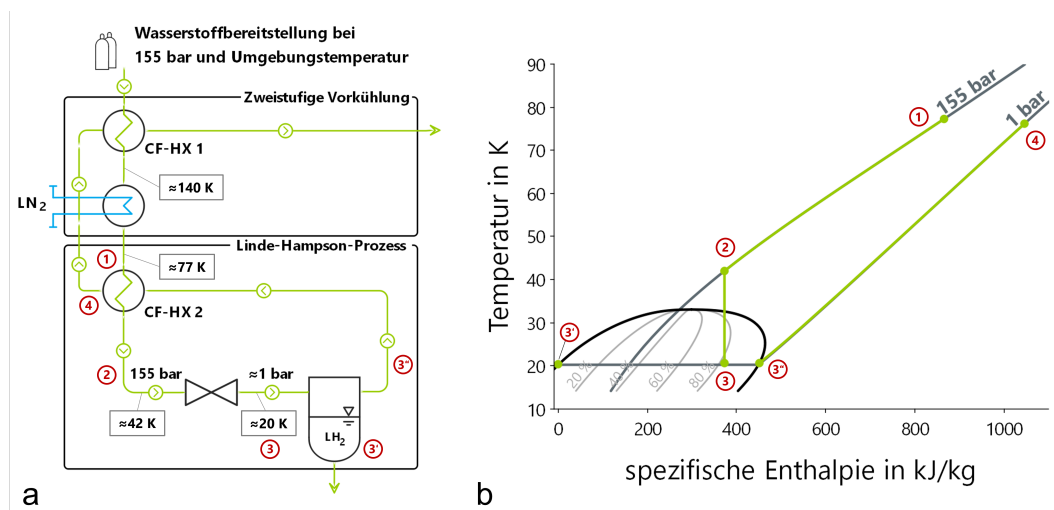 Wasserstoffbereitstellung bei
155 bar und Umgebungstemperatur
Zweistufige Vorkühlung
CF-HX 1
≈140 K
LN2
Linde-Hampson-Prozess
1
≈77 K
4
CF-HX 2
2
155 bar
≈1 bar
3"
≈42 K
≈20 K
LH2
3
3'
a
90
80
70
60
50
40
30
20
10
Temperatur in K
155 bar
1 bar
1
4
2
3'
20 %
40 %
60 %
80 %
3
3"
0
200
400
600
800
1000
spezifische Enthalpie in kJ/kg
b